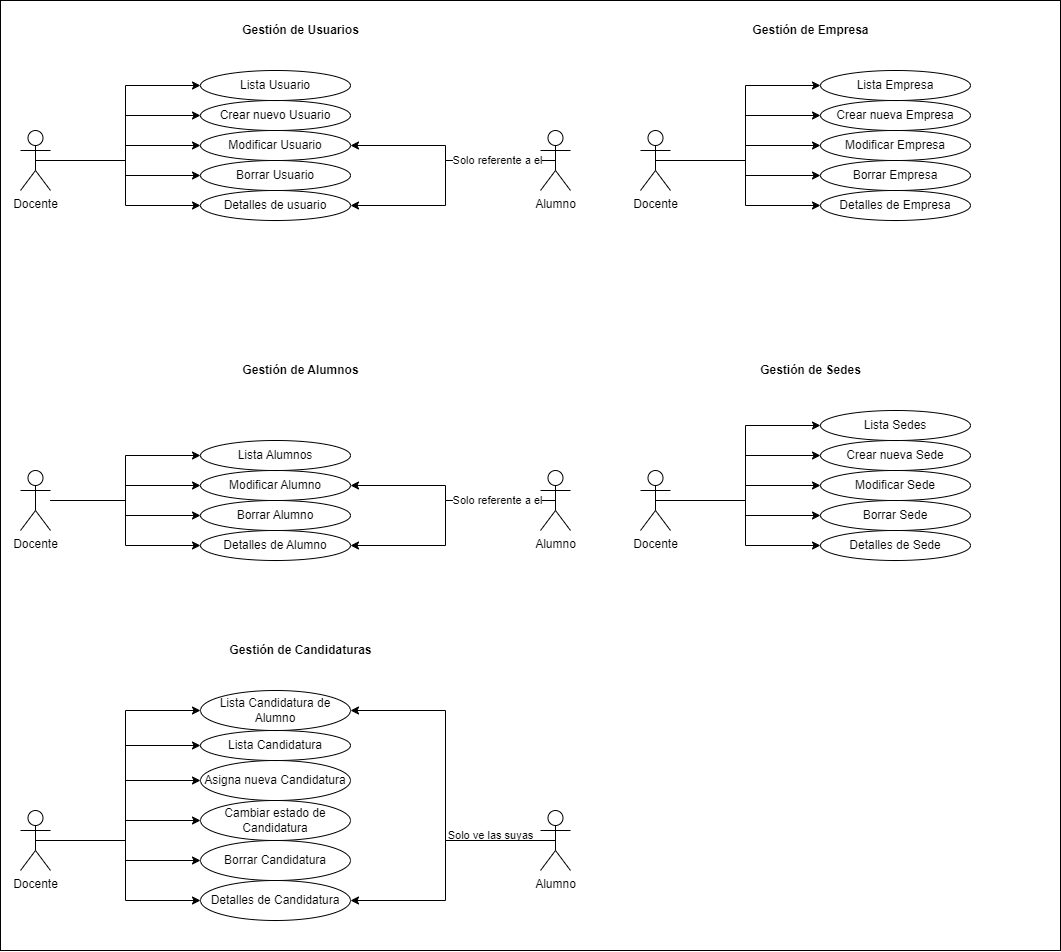 Gestión de Usuarios
Lista Usuario
Crear nuevo Usuario
Modificar Usuario
Borrar Usuario
Detalles de usuario
Docente
Solo referente a el
Alumno
Gestión de Empresa
Lista Empresa
Crear nueva Empresa
Modificar Empresa
Borrar Empresa
Detalles de Empresa
Docente
Gestión de Alumnos
Lista Alumnos
Modificar Alumno
Borrar Alumno
Detalles de Alumno
Docente
Solo referente a el
Alumno
Gestión de Sedes
Lista Sedes
Crear nueva Sede
Modificar Sede
Borrar Sede
Detalles de Sede
Docente
Gestión de Candidaturas
Lista Candidatura de
Alumno
Lista Candidatura
Asigna nueva Candidatura
Cambiar estado de
Candidatura
Borrar Candidatura
Detalles de Candidatura
Docente
Solo ve las suyas
Alumno